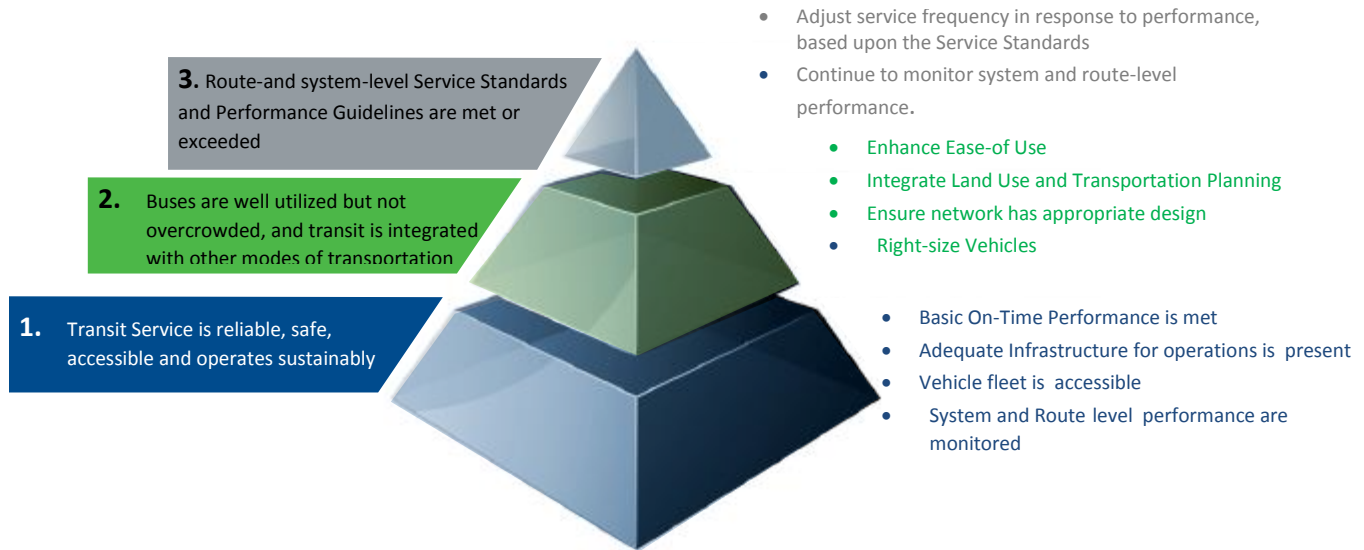 • Adjust service frequency in response to performance,
based upon the Service Standards
• Continue to monitor system and route-level
performance.
3. Route-and system-level Service Standards
and Performance Guidelines are met or
exceeded
• Enhance Ease-of Use
• Integrate Land Use and Transportation Planning
• Ensure network has appropriate design
• Right-size Vehicles
2. Buses are well utilized but not
overcrowded, and transit is integrated
with other modes of transportation
1. Transit Service is reliable, safe,
accessible and operates sustainably
• Basic On-Time Performance is met
• Adequate Infrastructure for operations is present
• Vehicle fleet is accessible
• System and Route level performance are
monitored